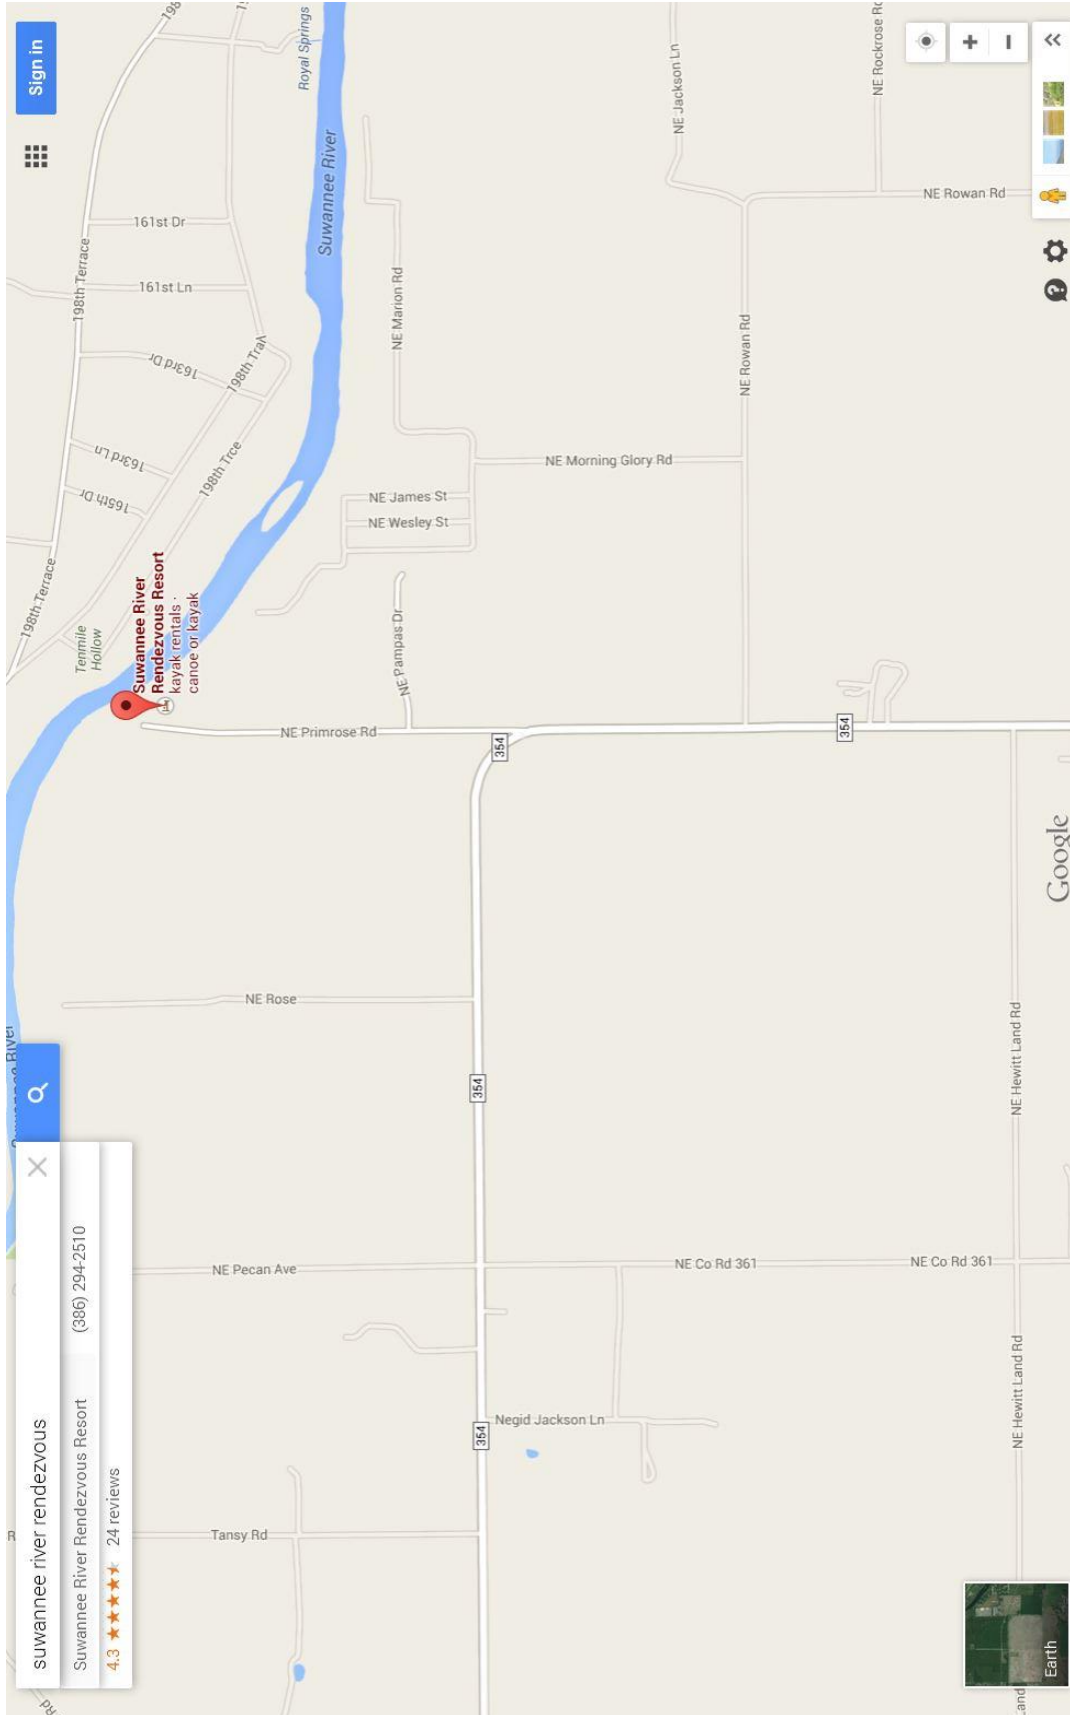 suwannee river rendezvous
Suwannee River Rendezvous Resort
(386) 294-2510
4.3
24 reviews
Sign in
198th Terrace
198th Terrace
161st Dr
161st Ln
163rd Dr
163rd Ln
165th Dr
198th Trail
198th Trce
Royal Springs
Suwannee River
Tenmile
Hollow
Suwannee River
Rendezvous Resort
kayak rentals ·
canoe or kayak
Suwannee River
NE Marion Rd
NE James St
NE Wesley St
NE Pampas Dr
NE Primrose Rd
NE Morning Glory Rd
NE Jackson Ln
NE Rockrose Rd
NE Rowan Rd
NE Rowan Rd
354
354
354
354
NE Rose
NE Pecan Ave
NE Co Rd 361
NE Co Rd 361
Tansy Rd
Negid Jackson Ln
NE Hewitt Land Rd
NE Hewitt Land Rd
Google
Earth